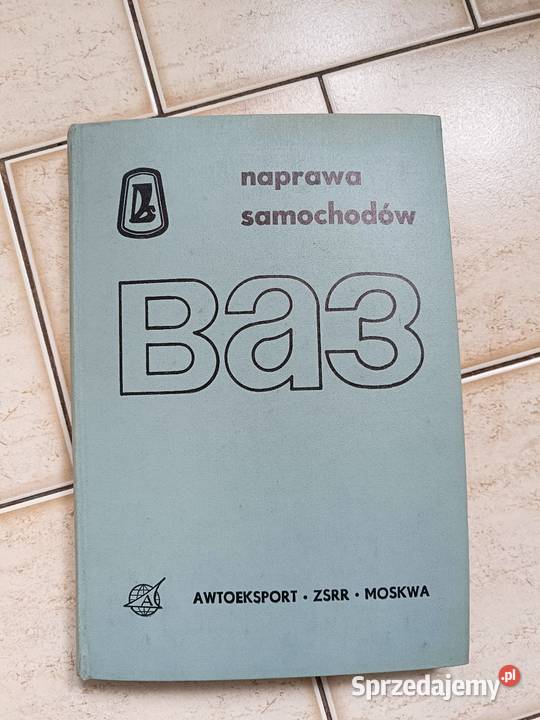 naprawa
samochodów
ВаЗ
AWTOEKSPORT • ZSRR • MOSKWA
Sprzedajemy.pl